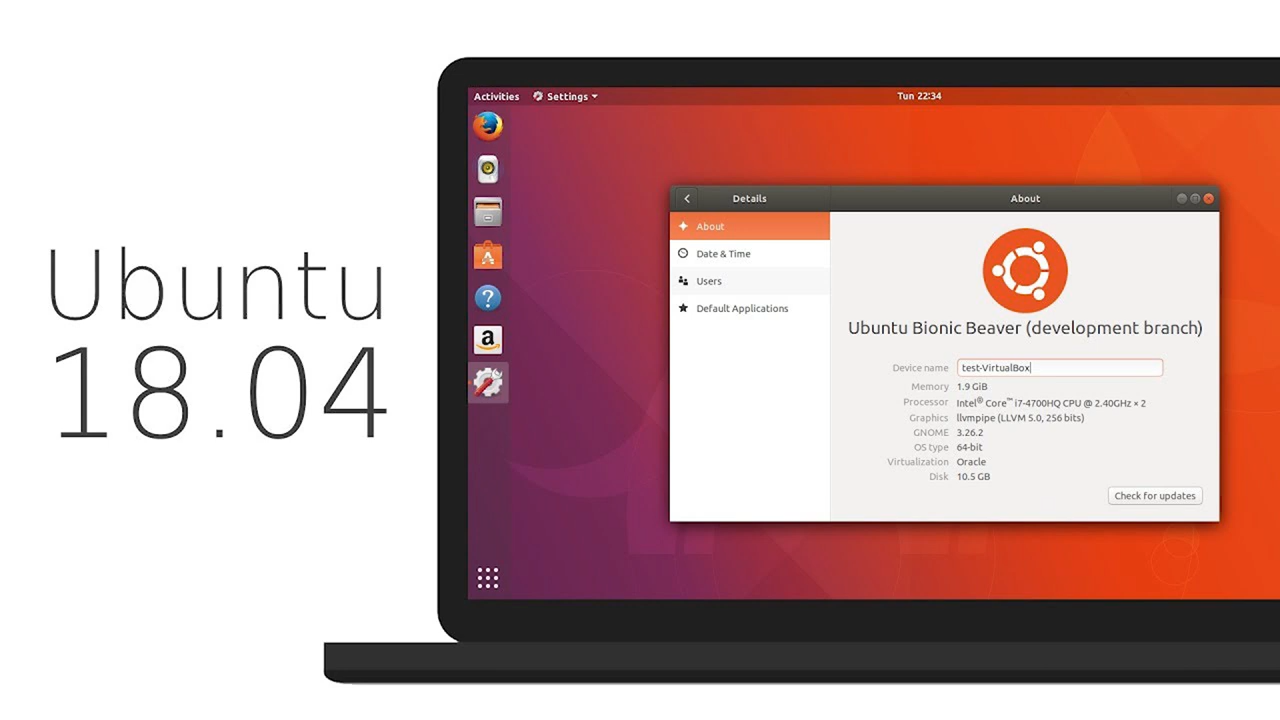 Ubuntu
18.04
Activities Settings Tun 22:34
Details About
About
Date & Time
Users
Default Applications
a
Ubuntu Bionic Beaver (development branch)
Device name test-VirtualBox
Memory 1.9 GiB
Processor Intel® Core™ i7-4700HQ CPU @ 2.40GHz × 2
Graphics llvmpipe (LLVM 5.0, 256 bits)
GNOME 3.26.2
OS type 64-bit
Virtualization Oracle
Disk 10.5 GB
Check for updates